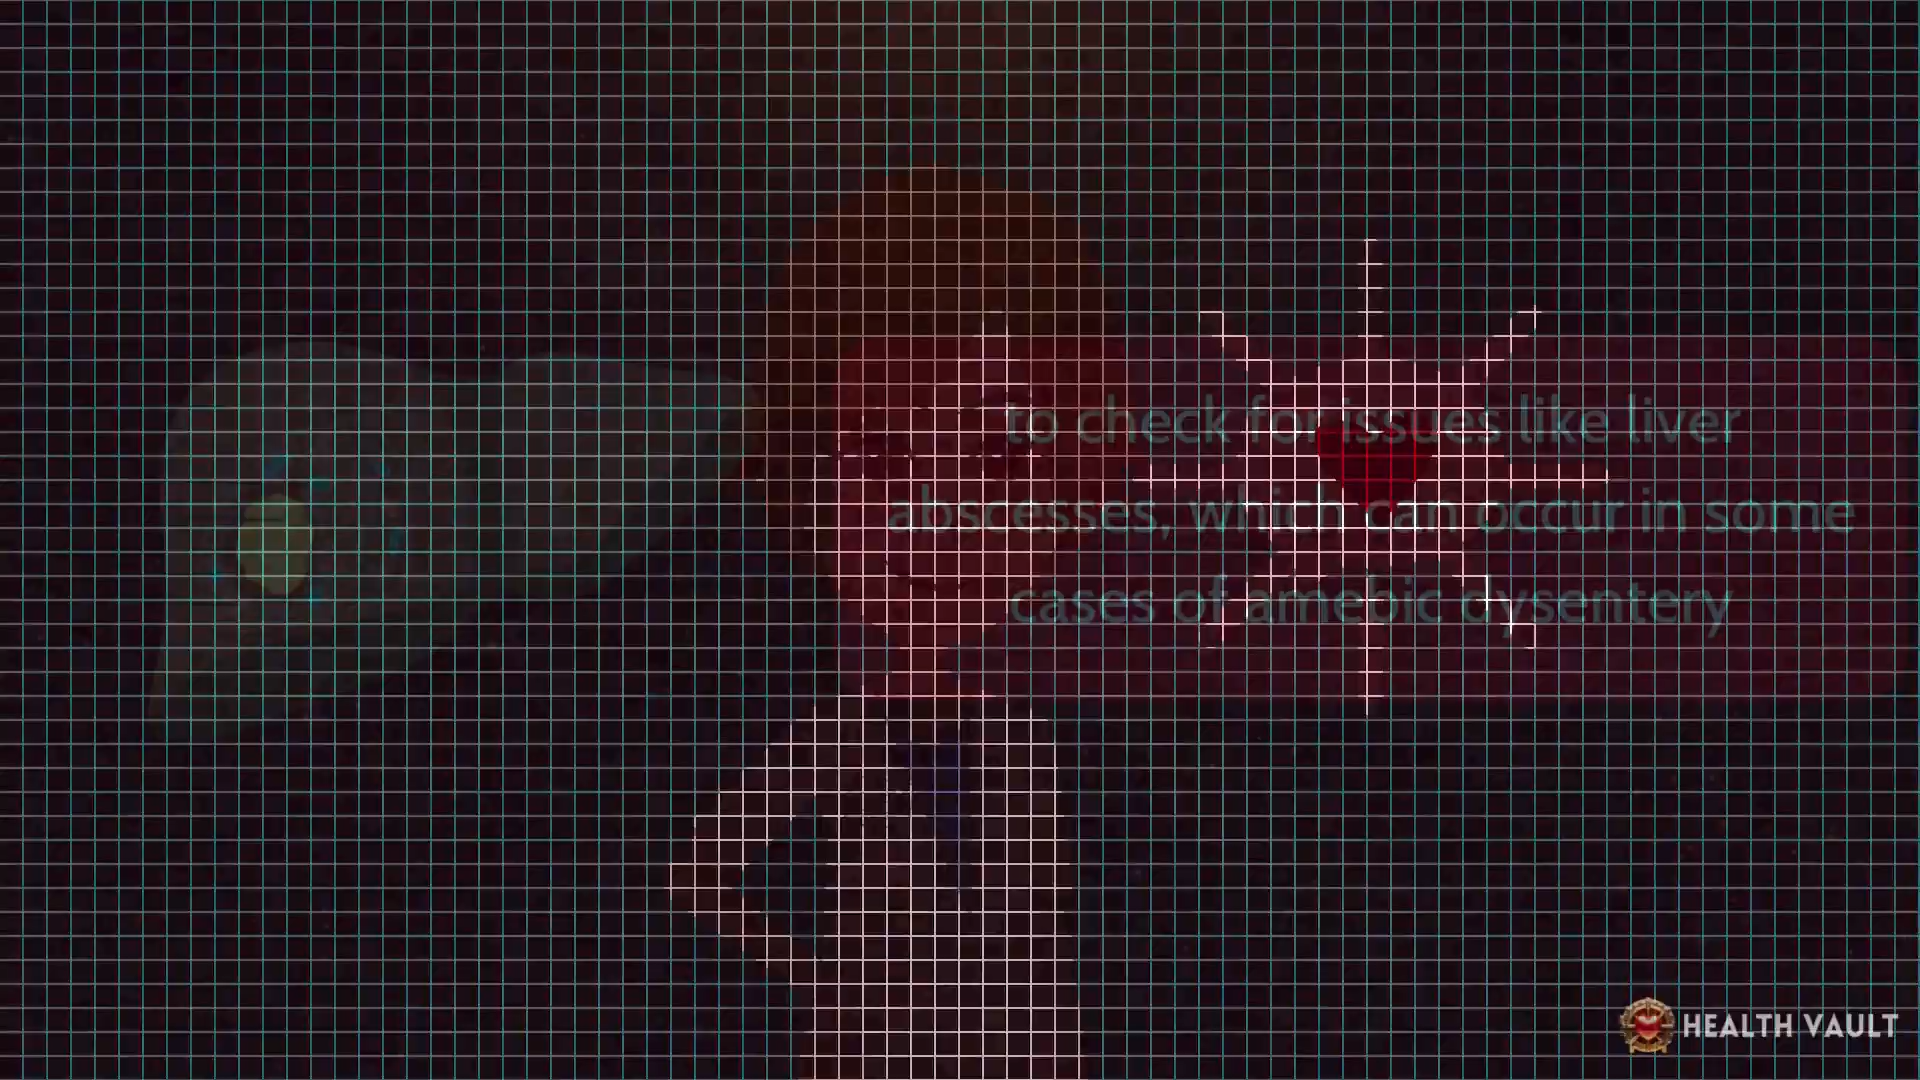 to check for issues like liver
abscesses, which can occur in some
cases of amebic dysentery
HEALTH VAULT